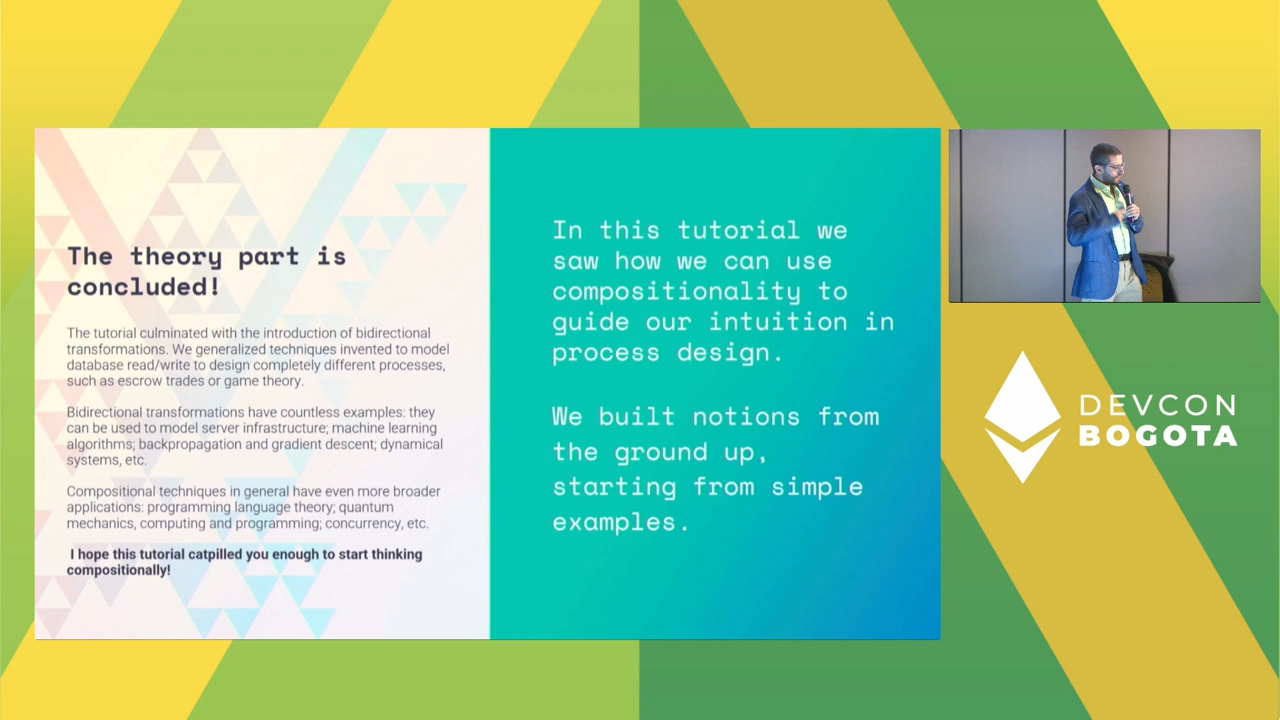 The theory part is
concluded!
The tutorial culminated with the introduction of bidirectional
transformations. We generalized techniques invented to model
database read/write to design completely different processes,
such as escrow trades or game theory.
Bidirectional transformations have countless examples: they
can be used to model server infrastructure; machine learning
algorithms; backpropagation and gradient descent; dynamical
systems, etc.
Compositional techniques in general have even more broader
applications: programming language theory; quantum
mechanics, computing and programming; concurrency, etc.
I hope this tutorial catpilled you enough to start thinking
compositionally!
In this tutorial we
saw how we can use
compositionality to
guide our intuition in
process design.
We built notions from
the ground up,
starting from simple
examples.
DEVCON
BOGOTA